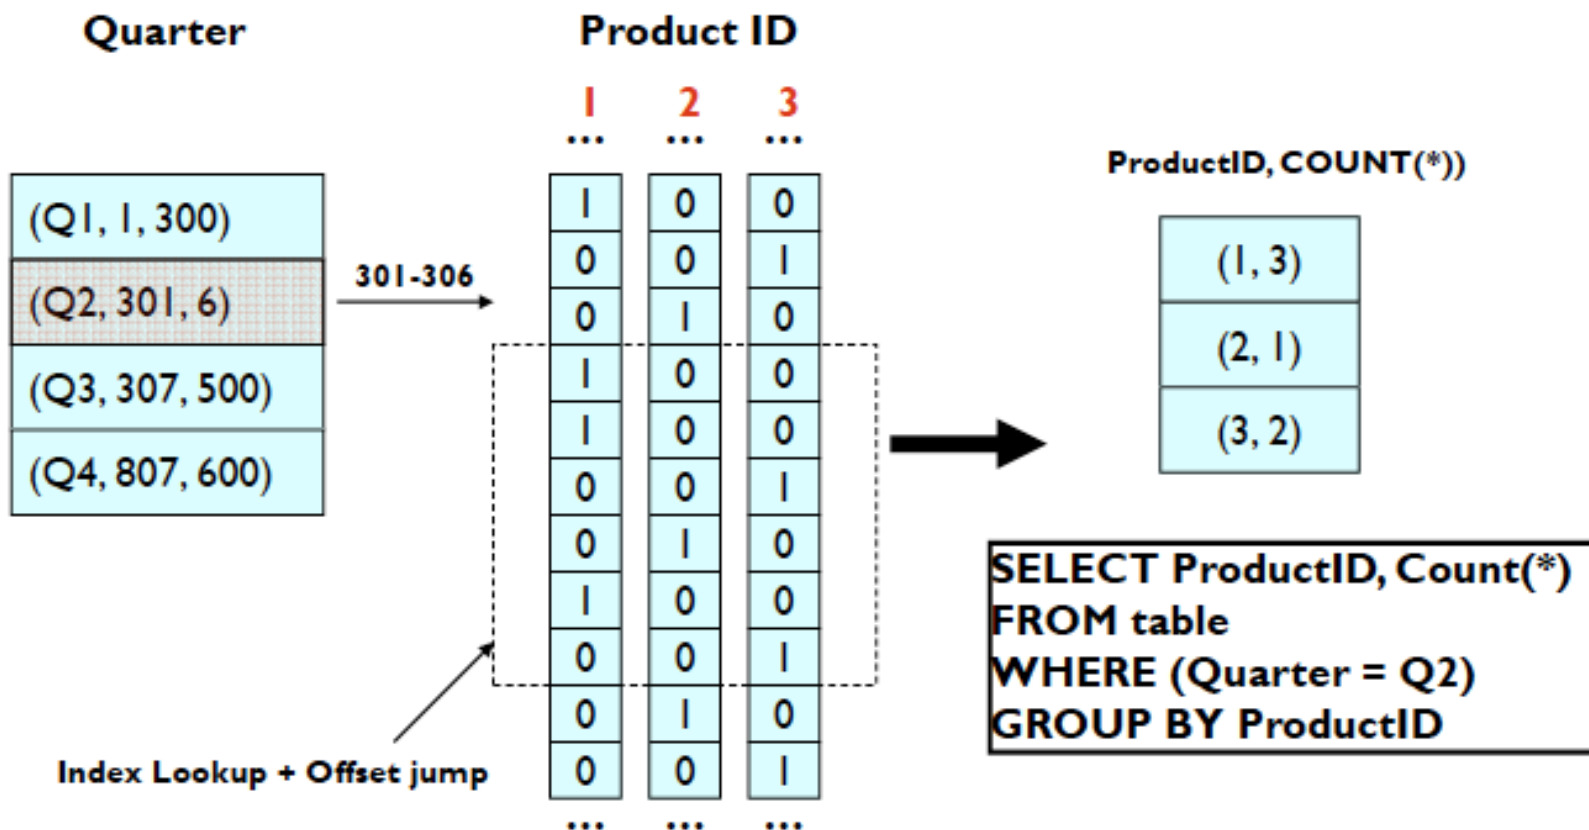 Quarter
Product ID
1 2 3
... ... ...
(Q1, 1, 300)
(Q2, 301, 6)
(Q3, 307, 500)
(Q4, 807, 600)
301-306
1 0 0
0 0 1
0 1 0
1 0 0
1 0 0
0 0 1
0 1 0
1 0 0
0 0 1
0 1 0
0 0 1
... ... ...
Index Lookup + Offset jump
ProductID, COUNT(*))
(1, 3)
(2, 1)
(3, 2)
SELECT ProductID, Count(*)
FROM table
WHERE (Quarter = Q2)
GROUP BY ProductID